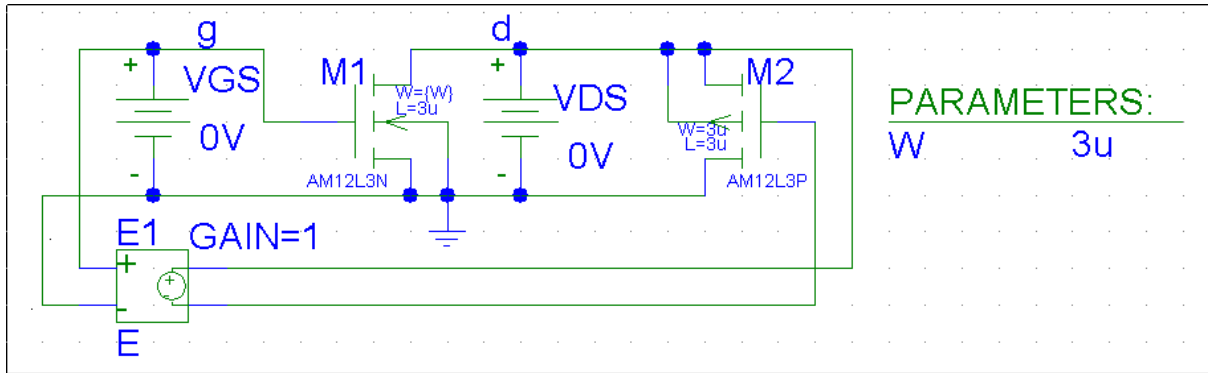 g
d
+
VGS
0V
-
M1
W={W}
L=3u
AM12L3N
+
VDS
0V
-
M2
W=3u
L=3u
AM12L3P
PARAMETERS:
W 3u
E1 GAIN=1
+
-
+
-
E